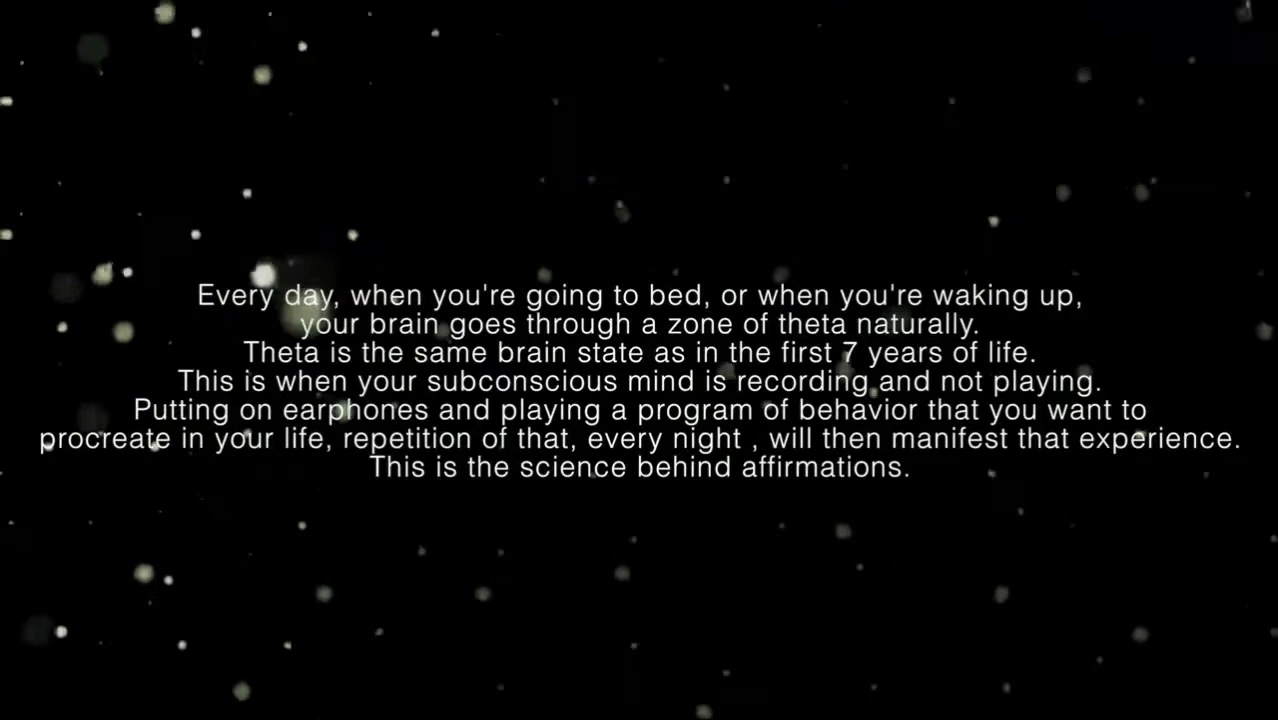 Every day, when you're going to bed, or when you're waking up,
your brain goes through a zone of theta naturally.
Theta is the same brain state as in the first 7 years of life.
This is when your subconscious mind is recording and not playing.
Putting on earphones and playing a program of behavior that you want to
procreate in your life, repetition of that, every night , will then manifest that experience.
This is the science behind affirmations.